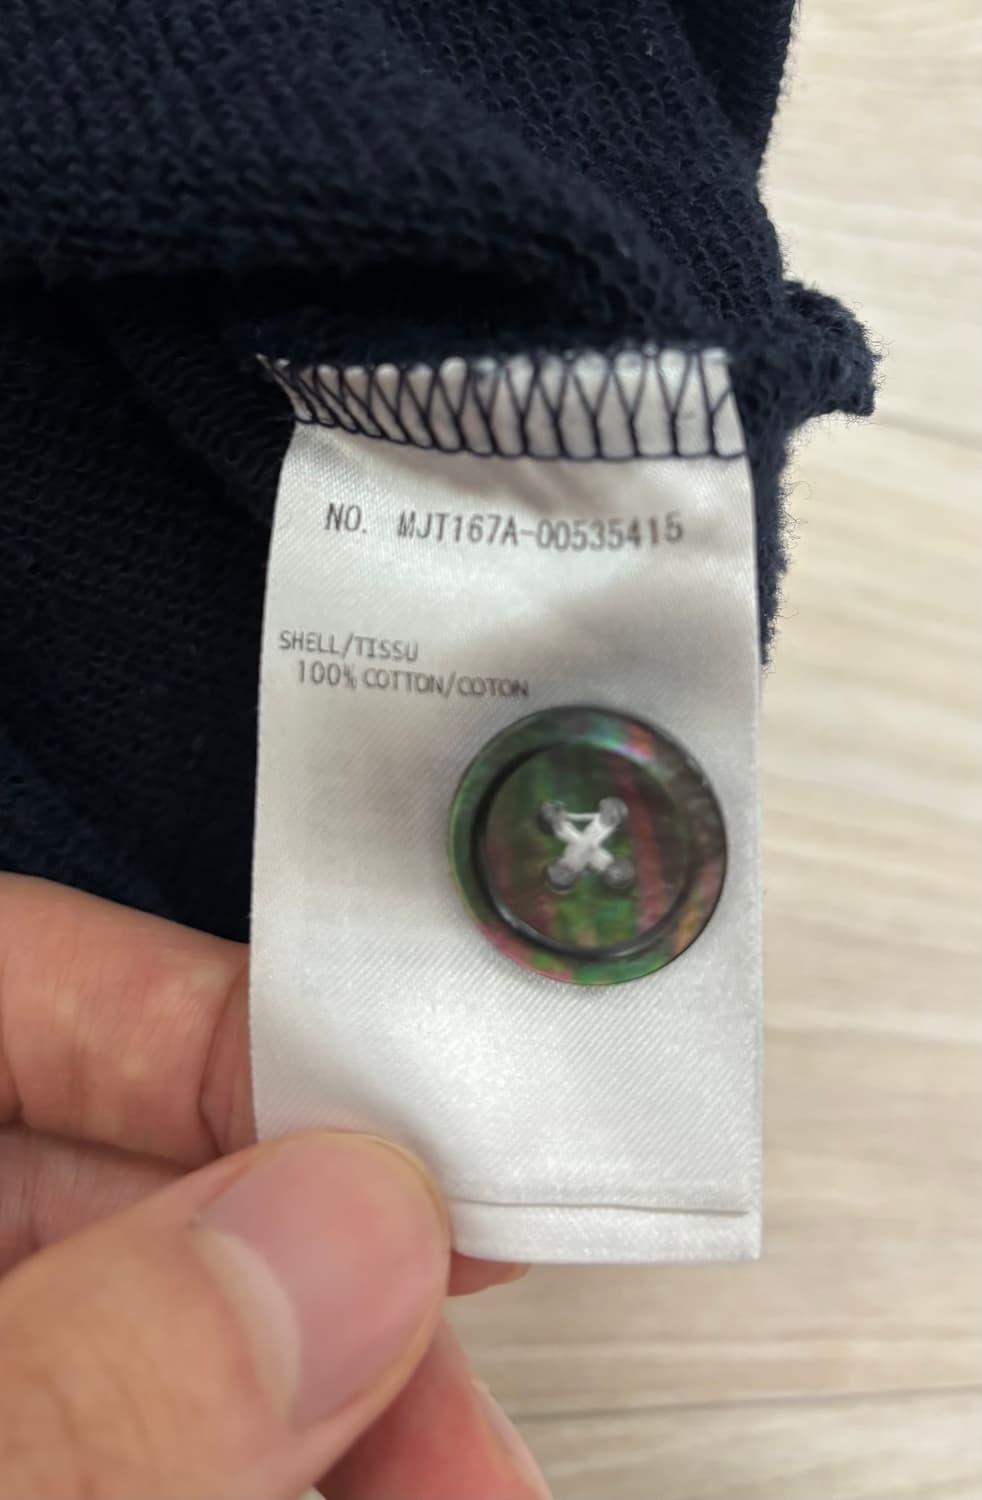 NO. MJT167A-00535415
SHELL/TISSU
100% COTTON/COTON